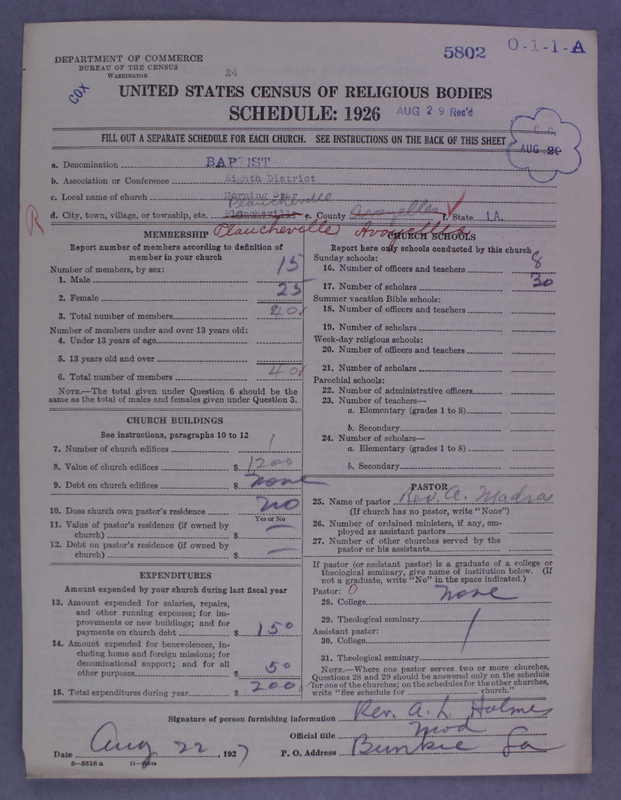 5802 O-1-1-A
DEPARTMENT OF COMMERCE
BUREAU OF THE CENSUS
WASHINGTON
COX
24
UNITED STATES CENSUS OF RELIGIOUS BODIES
SCHEDULE: 1926
AUG 29 Rec'd
FILL OUT A SEPARATE SCHEDULE FOR EACH CHURCH. SEE INSTRUCTIONS ON THE BACK OF THIS SHEET
AUG
a. Denomination BAPTIST
b. Association or Conference Eighth District
c. Local name of church Morning Star
Plaucheville
d. City, town, village, or township, etc. e. County Avoyelles f. State LA.
R
Plaucheville Avoyelles
MEMBERSHIP
Report number of members according to definition of member in your church
Number of members, by sex:
1. Male 15
2. Female 25
3. Total number of members 40
Number of members under and over 13 years old:
4. Under 13 years of age
5. 13 years old and over
6. Total number of members 40
NOTE.—The total given under Question 6 should be the
same as the total of males and females given under Question 3.
CHURCH BUILDINGS
See instructions, paragraphs 10 to 12
7. Number of church edifices 1
8. Value of church edifices $ 1200
9. Debt on church edifices $ none
10. Does church own pastor's residence no
Yes or No
11. Value of pastor's residence (if owned by
church) $ —
12. Debt on pastor's residence (if owned by
church) $ —
EXPENDITURES
Amount expended by your church during last fiscal year
13. Amount expended for salaries, repairs,
and other running expenses; for im-
provements or new buildings; and for
payments on church debt $ 150
14. Amount expended for benevolences, in-
cluding home and foreign missions; for
denominational support; and for all
other purposes $ 50
15. Total expenditures during year $ 200
CHURCH SCHOOLS
Report here only schools conducted by this church
Sunday schools:
16. Number of officers and teachers 8
17. Number of scholars 30
Summer vacation Bible schools:
18. Number of officers and teachers
19. Number of scholars
Week-day religious schools:
20. Number of officers and teachers
21. Number of scholars
Parochial schools:
22. Number of administrative officers
23. Number of teachers—
a. Elementary (grades 1 to 8)
b. Secondary
24. Number of scholars—
a. Elementary (grades 1 to 8)
b. Secondary
PASTOR
25. Name of pastor Rev. A. Madra
(If church has no pastor, write "None")
26. Number of ordained ministers, if any, em-
ployed as assistant pastors
27. Number of other churches served by the
pastor or his assistants
If pastor (or assistant pastor) is a graduate of a college or
theological seminary, give name of institution below. (If
not a graduate, write "No" in the space indicated.)
Pastor: 0
28. College none
29. Theological seminary
Assistant pastor:
30. College
31. Theological seminary
NOTE.—Where one pastor serves two or more churches,
Questions 28 and 29 should be answered only on the schedule
for one of the churches; on the schedules for the other churches,
write "See schedule for church."
Signature of person furnishing information Rev. A. L Holmes
Official title mod
Date Aug 22, 1927 P. O. Address Bunkie La
8—5518a